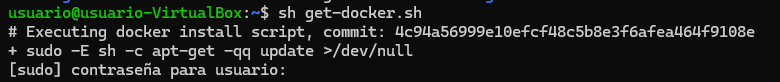 usuario@usuario-VirtualBox:~$ sh get-docker.sh
# Executing docker install script, commit: 4c94a56999e10efcf48c5b8e3f6afea464f9108e
+ sudo -E sh -c apt-get -qq update >/dev/null
[sudo] contraseña para usuario: